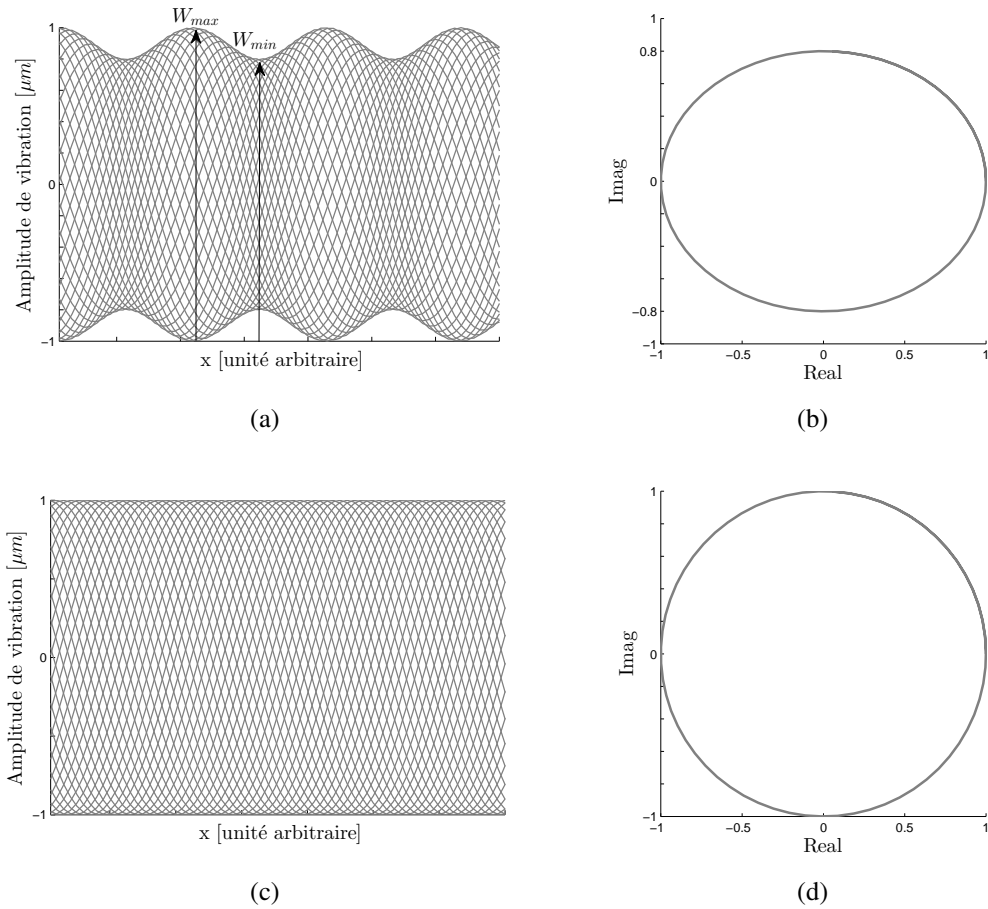 W_max
W_min
1
0
−1
Amplitude de vibration [μm]
x [unité arbitraire]
(a)
1
0.8
0
−0.8
−1
−1 −0.5 0 0.5 1
Imag
Real
(b)
1
0
−1
Amplitude de vibration [μm]
x [unité arbitraire]
(c)
1
0
−1
−1 −0.5 0 0.5 1
Imag
Real
(d)